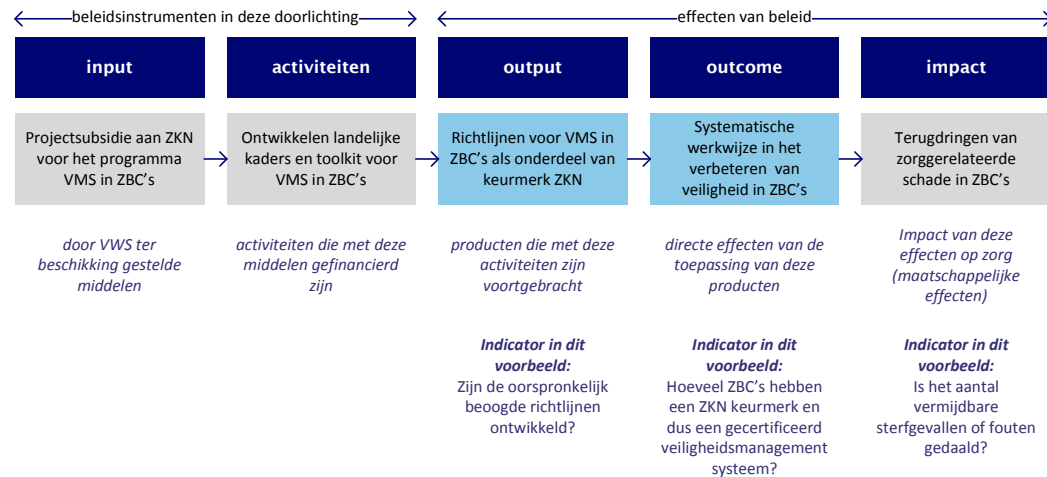 beleidsinstrumenten in deze doorlichting
effecten van beleid
input
activiteiten
output
outcome
impact
Projectsubsidie aan ZKN
voor het programma
VMS in ZBC's
Ontwikkelen landelijke
kaders en toolkit voor
VMS in ZBC's
Richtlijnen voor VMS in
ZBC's als onderdeel van
keurmerk ZKN
Systematische
werkwijze in het
verbeteren van
veiligheid in ZBC's
Terugdringen van
zorggerelateerde
schade in ZBC's
door VWS ter
beschikking gestelde
middelen
activiteiten die met deze
middelen gefinancierd
zijn
producten die met deze
activiteiten zijn
voortgebracht
directe effecten van de
toepassing van deze
producten
Impact van deze
effecten op zorg
(maatschappelijke
effecten)
Indicator in dit
voorbeeld:
Zijn de oorspronkelijk
beoogde richtlijnen
ontwikkeld?
Indicator in dit
voorbeeld:
Hoeveel ZBC's hebben
een ZKN keurmerk en
dus een gecertificeerd
veiligheidsmanagement
systeem?
Indicator in dit
voorbeeld:
Is het aantal
vermijdbare
sterfgevallen of fouten
gedaald?